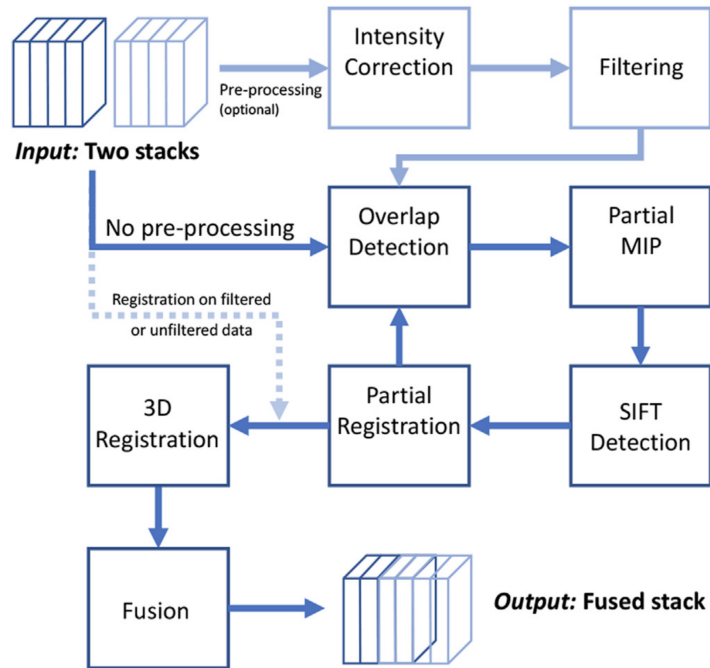 Intensity
Correction
Filtering
Pre-processing
(optional)
Input: Two stacks
No pre-processing
Overlap
Detection
Partial
MIP
Registration on filtered
or unfiltered data
3D
Registration
Partial
Registration
SIFT
Detection
Fusion
Output: Fused stack